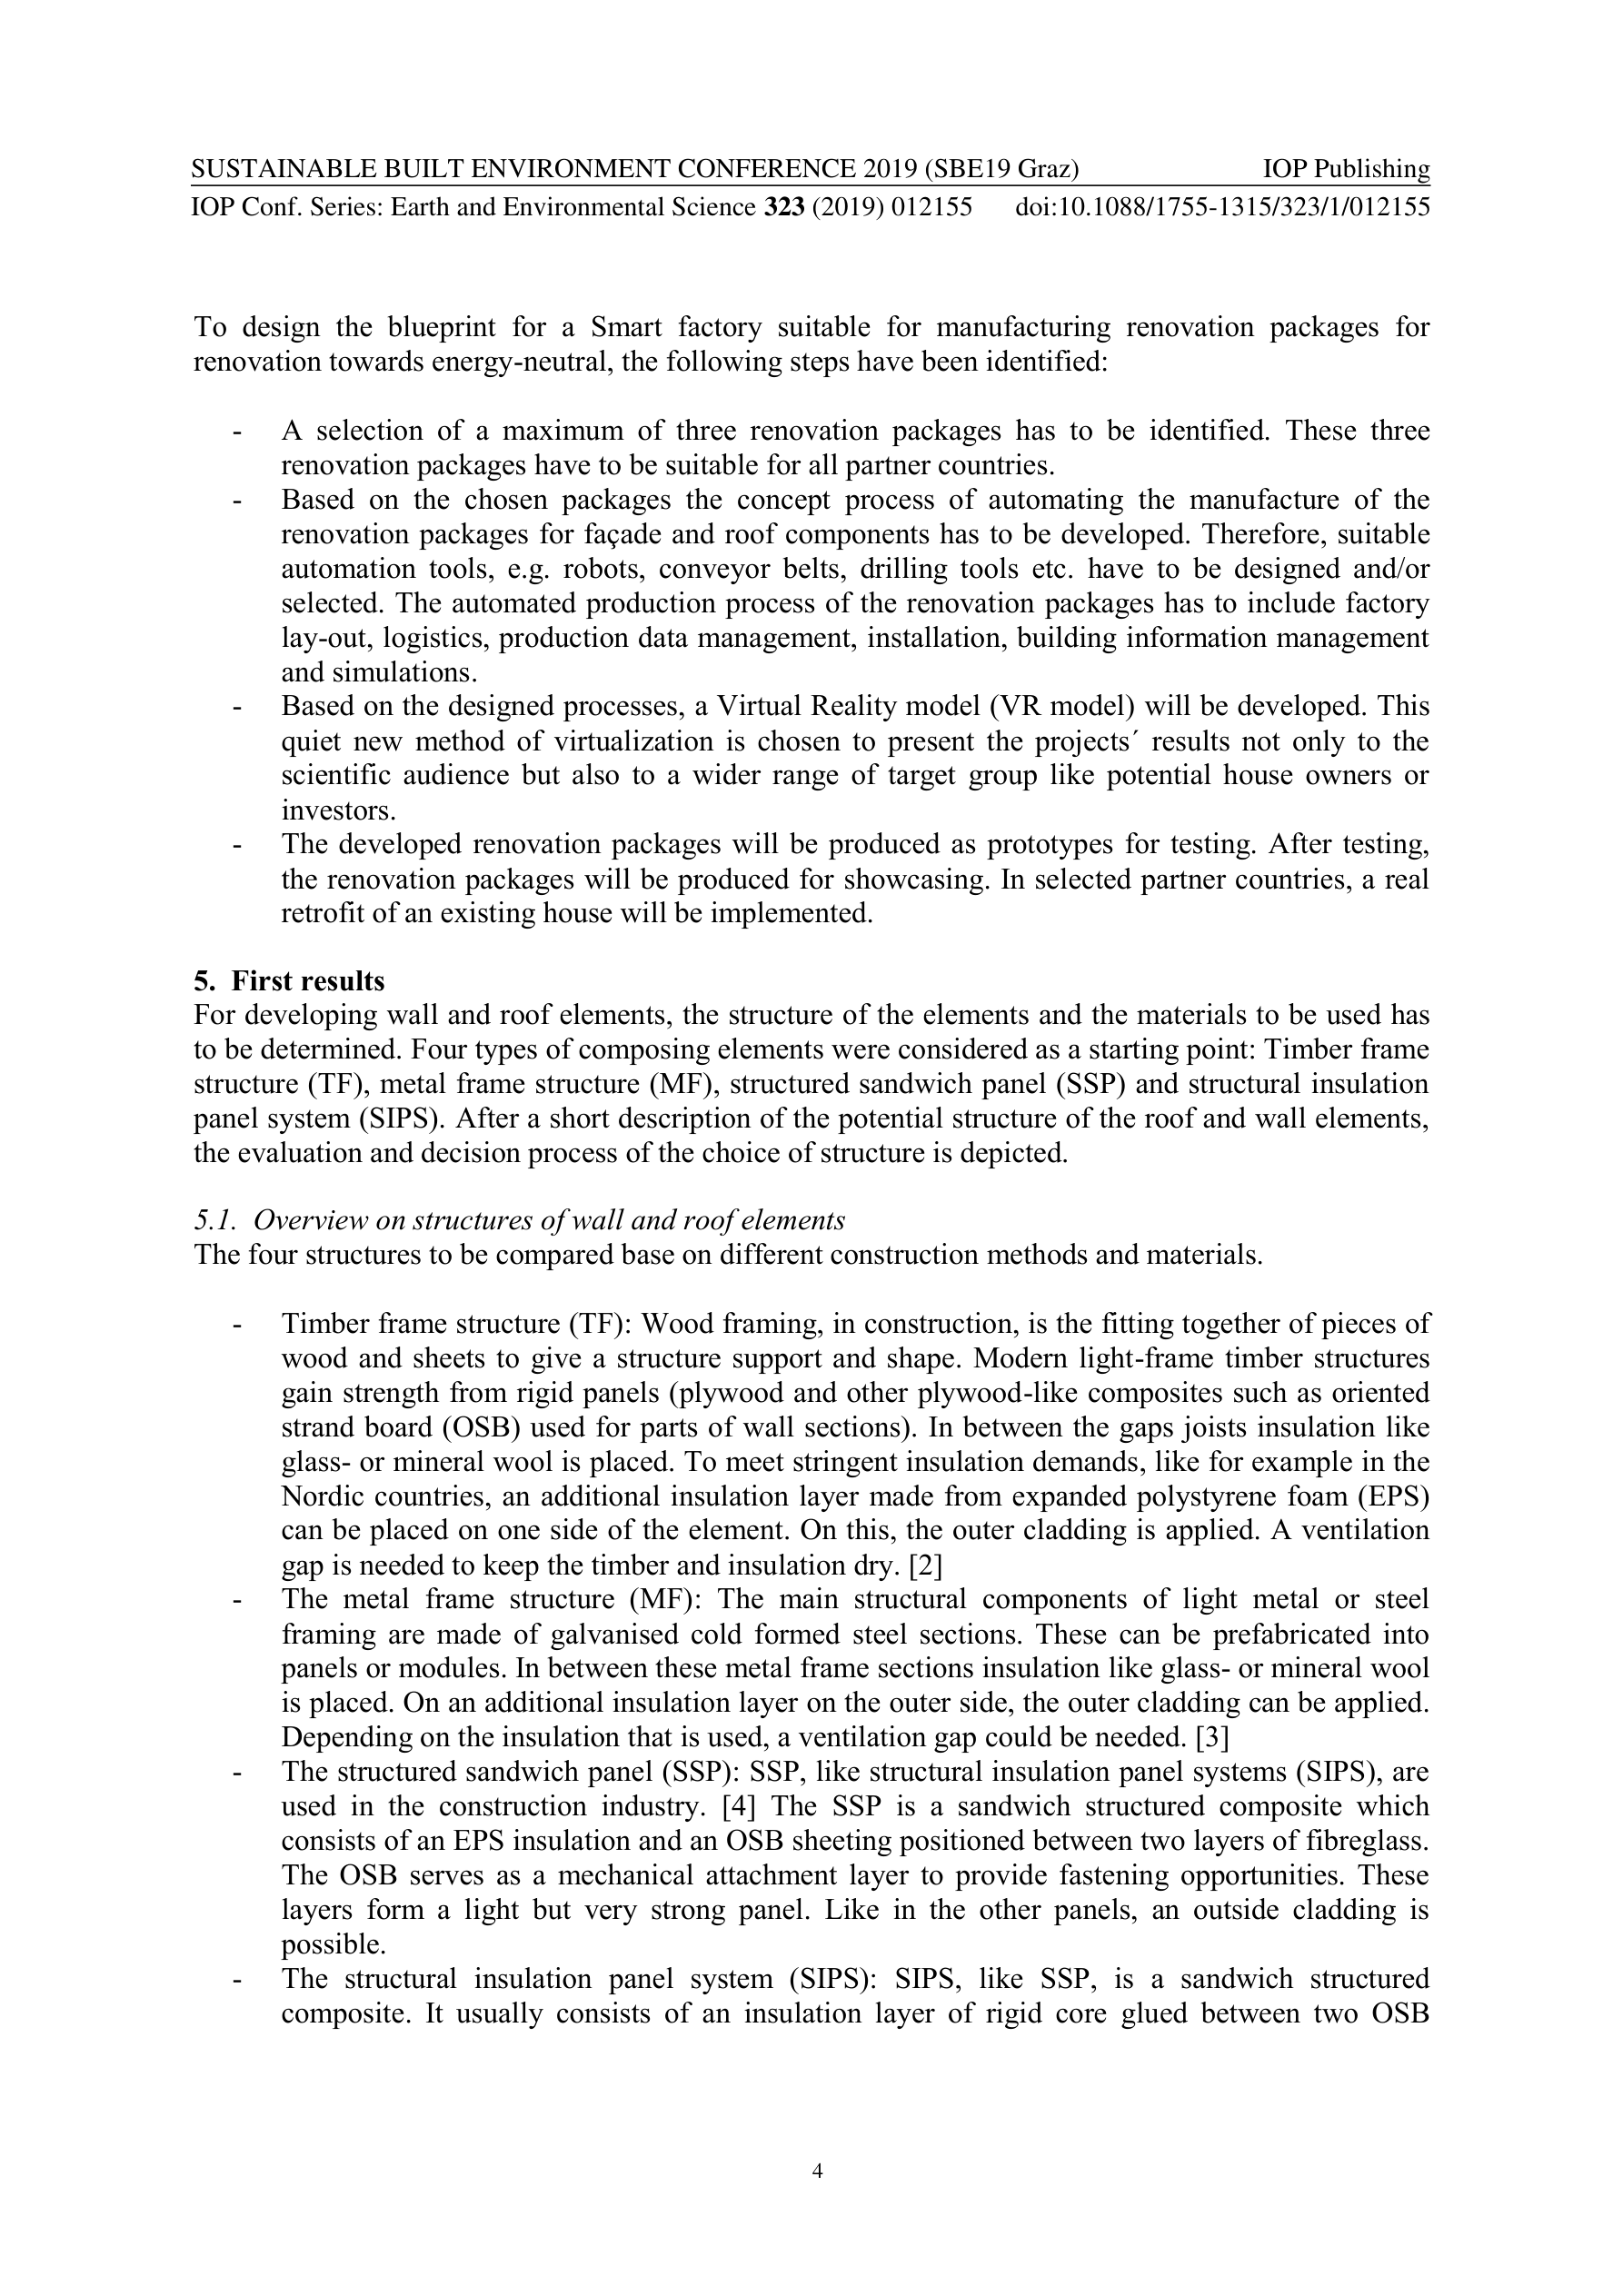 SUSTAINABLE BUILT ENVIRONMENT CONFERENCE 2019 (SBE19 Graz) IOP Publishing
IOP Conf. Series: Earth and Environmental Science 323 (2019) 012155 doi:10.1088/1755-1315/323/1/012155
To design the blueprint for a Smart factory suitable for manufacturing renovation packages for
renovation towards energy-neutral, the following steps have been identified:
- A selection of a maximum of three renovation packages has to be identified. These three
renovation packages have to be suitable for all partner countries.
- Based on the chosen packages the concept process of automating the manufacture of the
renovation packages for façade and roof components has to be developed. Therefore, suitable
automation tools, e.g. robots, conveyor belts, drilling tools etc. have to be designed and/or
selected. The automated production process of the renovation packages has to include factory
lay-out, logistics, production data management, installation, building information management
and simulations.
- Based on the designed processes, a Virtual Reality model (VR model) will be developed. This
quiet new method of virtualization is chosen to present the projects´ results not only to the
scientific audience but also to a wider range of target group like potential house owners or
investors.
- The developed renovation packages will be produced as prototypes for testing. After testing,
the renovation packages will be produced for showcasing. In selected partner countries, a real
retrofit of an existing house will be implemented.
5. First results
For developing wall and roof elements, the structure of the elements and the materials to be used has
to be determined. Four types of composing elements were considered as a starting point: Timber frame
structure (TF), metal frame structure (MF), structured sandwich panel (SSP) and structural insulation
panel system (SIPS). After a short description of the potential structure of the roof and wall elements,
the evaluation and decision process of the choice of structure is depicted.
5.1. Overview on structures of wall and roof elements
The four structures to be compared base on different construction methods and materials.
- Timber frame structure (TF): Wood framing, in construction, is the fitting together of pieces of
wood and sheets to give a structure support and shape. Modern light-frame timber structures
gain strength from rigid panels (plywood and other plywood-like composites such as oriented
strand board (OSB) used for parts of wall sections). In between the gaps joists insulation like
glass- or mineral wool is placed. To meet stringent insulation demands, like for example in the
Nordic countries, an additional insulation layer made from expanded polystyrene foam (EPS)
can be placed on one side of the element. On this, the outer cladding is applied. A ventilation
gap is needed to keep the timber and insulation dry. [2]
- The metal frame structure (MF): The main structural components of light metal or steel
framing are made of galvanised cold formed steel sections. These can be prefabricated into
panels or modules. In between these metal frame sections insulation like glass- or mineral wool
is placed. On an additional insulation layer on the outer side, the outer cladding can be applied.
Depending on the insulation that is used, a ventilation gap could be needed. [3]
- The structured sandwich panel (SSP): SSP, like structural insulation panel systems (SIPS), are
used in the construction industry. [4] The SSP is a sandwich structured composite which
consists of an EPS insulation and an OSB sheeting positioned between two layers of fibreglass.
The OSB serves as a mechanical attachment layer to provide fastening opportunities. These
layers form a light but very strong panel. Like in the other panels, an outside cladding is
possible.
- The structural insulation panel system (SIPS): SIPS, like SSP, is a sandwich structured
composite. It usually consists of an insulation layer of rigid core glued between two OSB
4